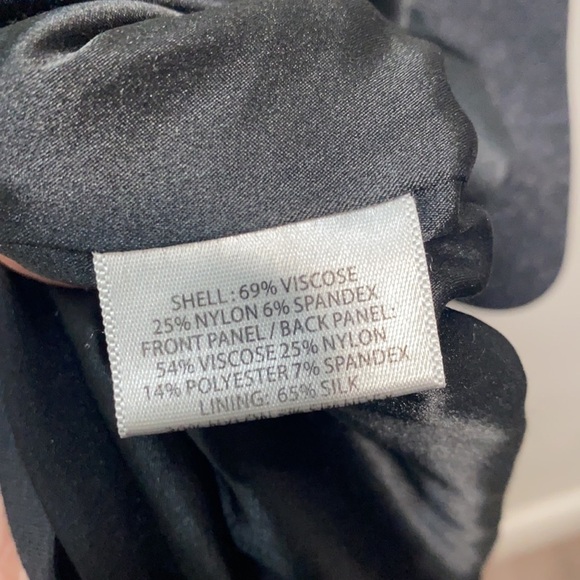 SHELL: 69% VISCOSE
25% NYLON 6% SPANDEX
FRONT PANEL / BACK PANEL:
54% VISCOSE 25% NYLON
14% POLYESTER 7% SPANDEX
LINING: 65% SILK